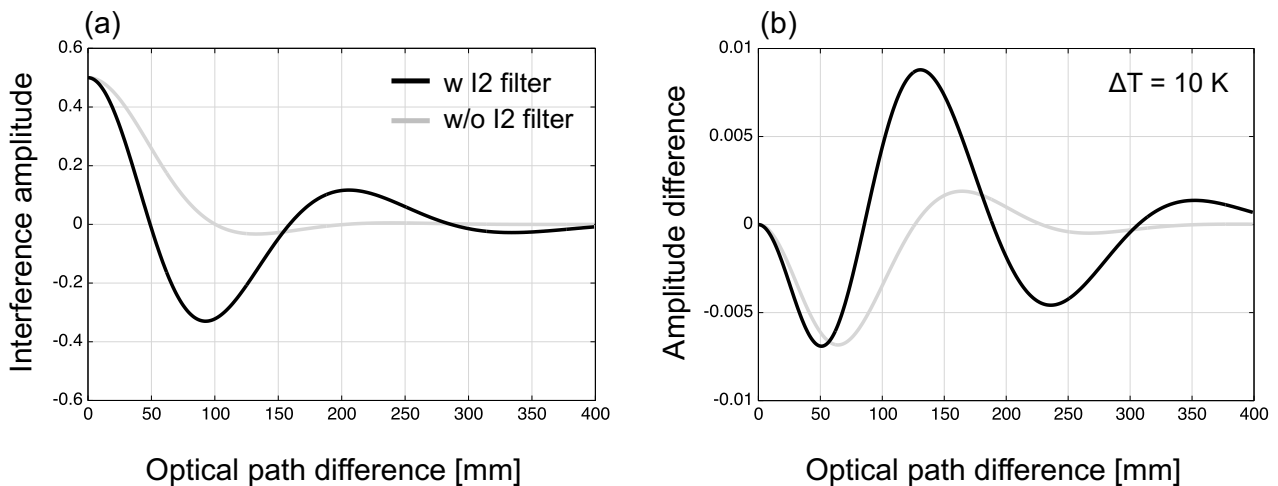 (a)
Interference amplitude
0.6
0.4
0.2
0
-0.2
-0.4
-0.6
w I2 filter
w/o I2 filter
0 50 100 150 200 250 300 350 400
Optical path difference [mm]
(b)
Amplitude difference
0.01
0.005
0
-0.005
-0.01
ΔT = 10 K
0 50 100 150 200 250 300 350 400
Optical path difference [mm]